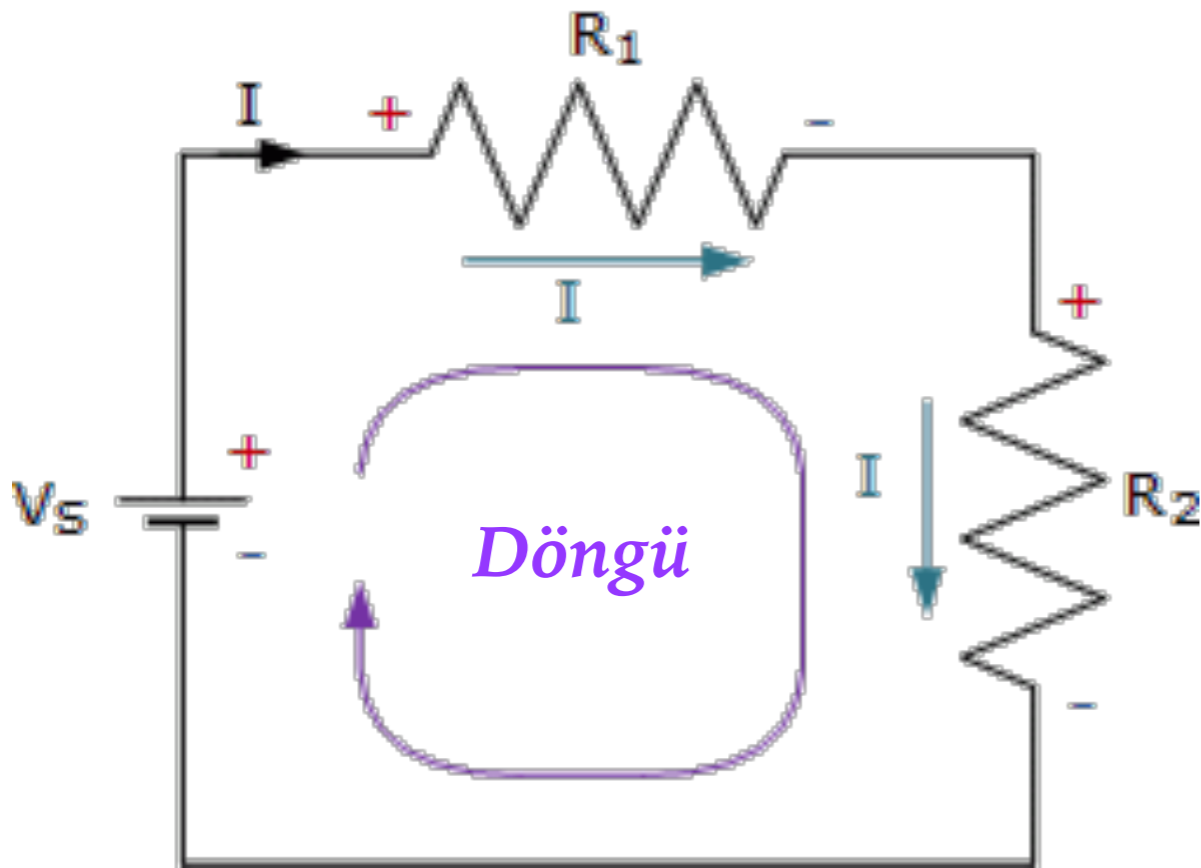 R₁
I
+
-
I
+
+
I
Vₛ
R₂
Döngü
-
-